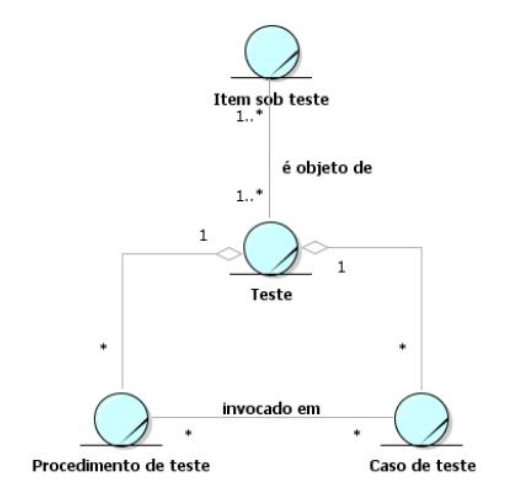 Item sob teste
1..*
é objeto de
1..*
1
Teste
1
*
*
invocado em
*
*
Procedimento de teste
Caso de teste